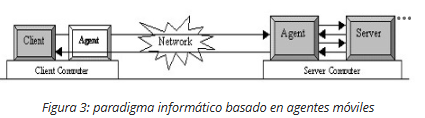 Client
Agent
Network
Agent
Server
Client Computer
Server Computer
Figura 3: paradigma informático basado en agentes móviles